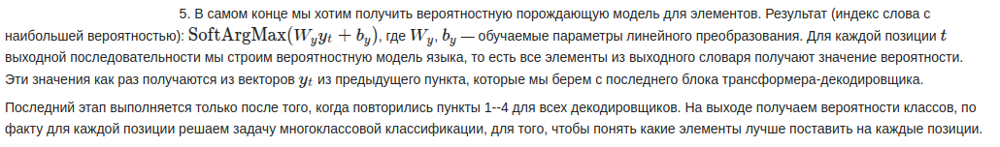 5. В самом конце мы хотим получить вероятностную порождающую модель для элементов. Результат (индекс слова с
наибольшей вероятностью): SoftArgMax(W_y y_t + b_y), где W_y, b_y — обучаемые параметры линейного преобразования. Для каждой позиции t
выходной последовательности мы строим вероятностную модель языка, то есть все элементы из выходного словаря получают значение вероятности.
Эти значения как раз получаются из векторов y_t из предыдущего пункта, которые мы берем с последнего блока трансформера-декодировщика.
Последний этап выполняется только после того, когда повторились пункты 1--4 для всех декодировщиков. На выходе получаем вероятности классов, по
факту для каждой позиции решаем задачу многоклассовой классификации, для того, чтобы понять какие элементы лучше поставить на каждые позиции.